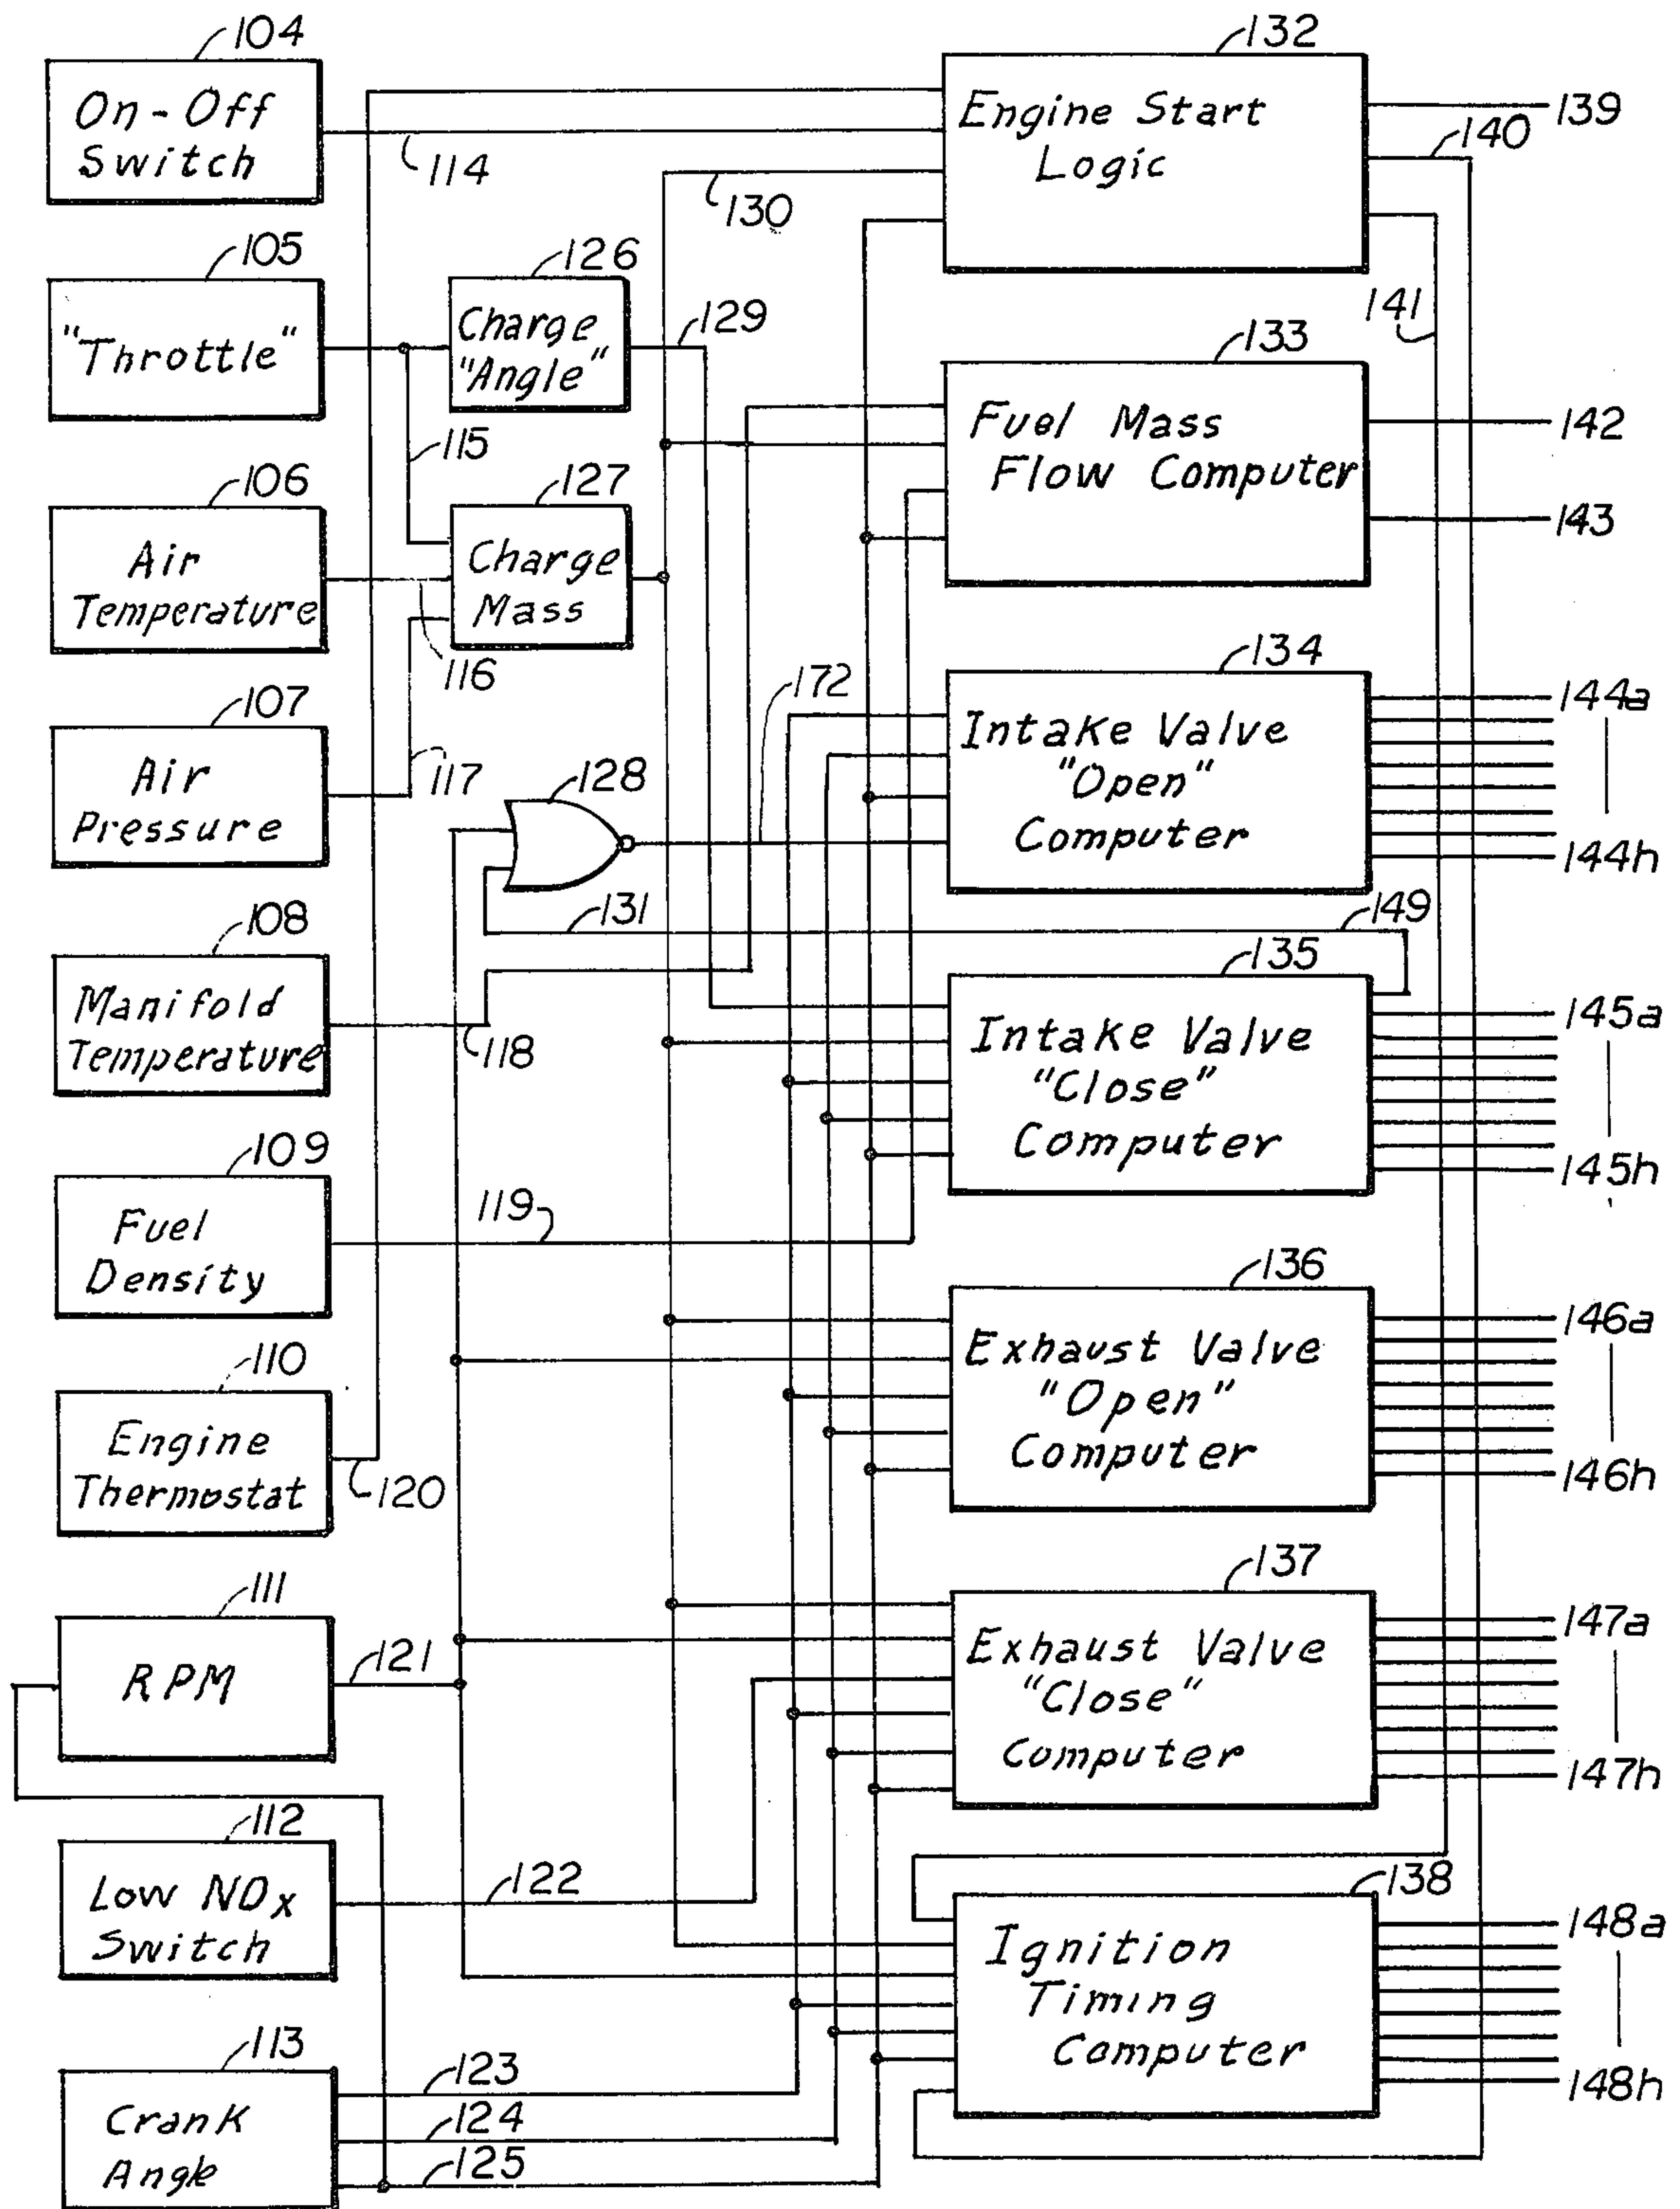 104
On-Off
Switch
114
132
Engine Start
Logic
139
140
130
141
105
"Throttle"
115
126
Charge
"Angle"
129
133
Fuel Mass
Flow Computer
142
143
106
Air
Temperature
116
127
Charge
Mass
107
Air
Pressure
117
128
172
134
Intake Valve
"Open"
Computer
144a
144h
131
149
108
Manifold
Temperature
118
135
Intake Valve
"Close"
Computer
145a
145h
109
Fuel
Density
119
136
Exhaust Valve
"Open"
Computer
146a
146h
110
Engine
Thermostat
120
111
RPM
121
137
Exhaust Valve
"Close"
Computer
147a
147h
112
Low NOx
Switch
122
138
Ignition
Timing
Computer
148a
148h
113
Crank
Angle
123
124
125